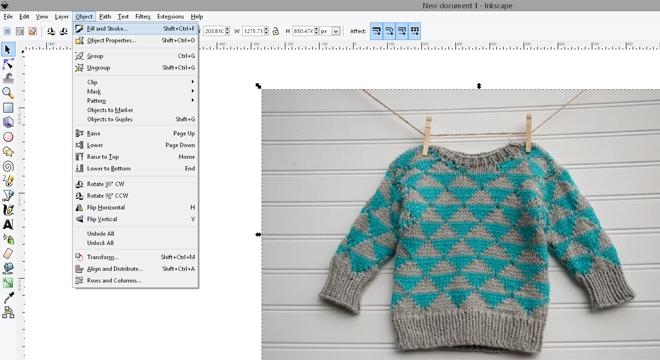 New document 1 - Inkscape
File Edit View Layer Object Path Text Filters Extensions Help
W 1275.71 H 850.476 px Affect:
Fill and Stroke... Shift+Ctrl+F
Object Properties... Shift+Ctrl+O
Group Ctrl+G
Ungroup Shift+Ctrl+G
Clip
Mask
Pattern
Objects to Marker
Objects to Guides Shift+G
Raise Page Up
Lower Page Down
Raise to Top Home
Lower to Bottom End
Rotate 90° CW
Rotate 90° CCW
Flip Horizontal H
Flip Vertical V
Unhide All
Unlock All
Transform... Shift+Ctrl+M
Align and Distribute... Shift+Ctrl+A
Rows and Columns...